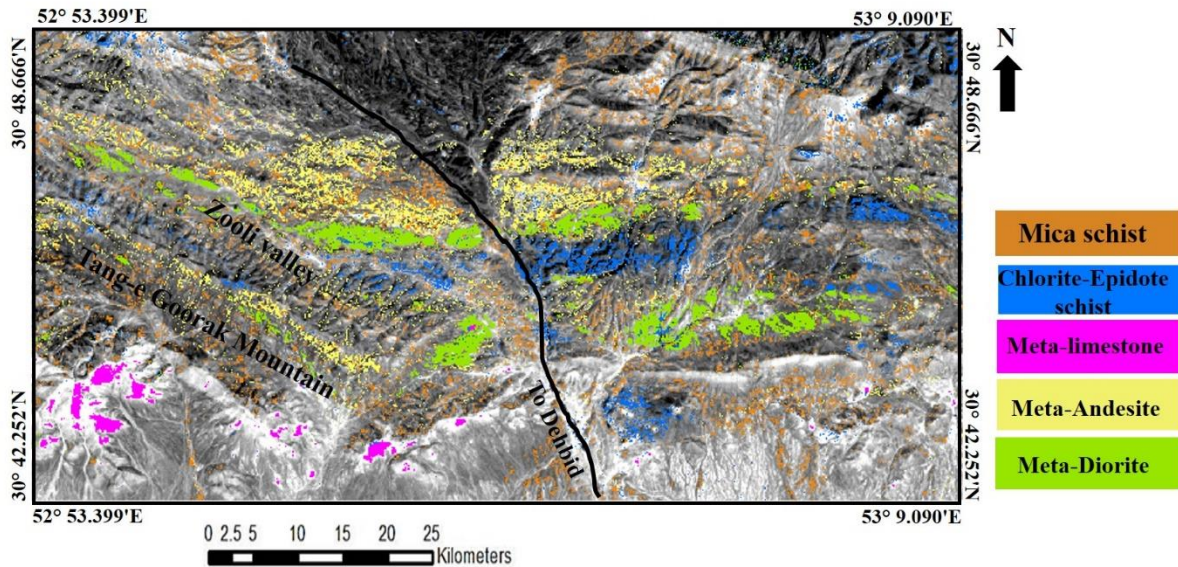 52° 53.399'E
53° 9.090'E
N
30° 48.666'N
30° 48.666'N
Zooli valley
Tang-e Goorak Mountain
To Dehbid
30° 42.252'N
30° 42.252'N
52° 53.399'E
53° 9.090'E
Mica schist
Chlorite-Epidote
schist
Meta-limestone
Meta-Andesite
Meta-Diorite
0 2.5 5 10 15 20 25
Kilometers